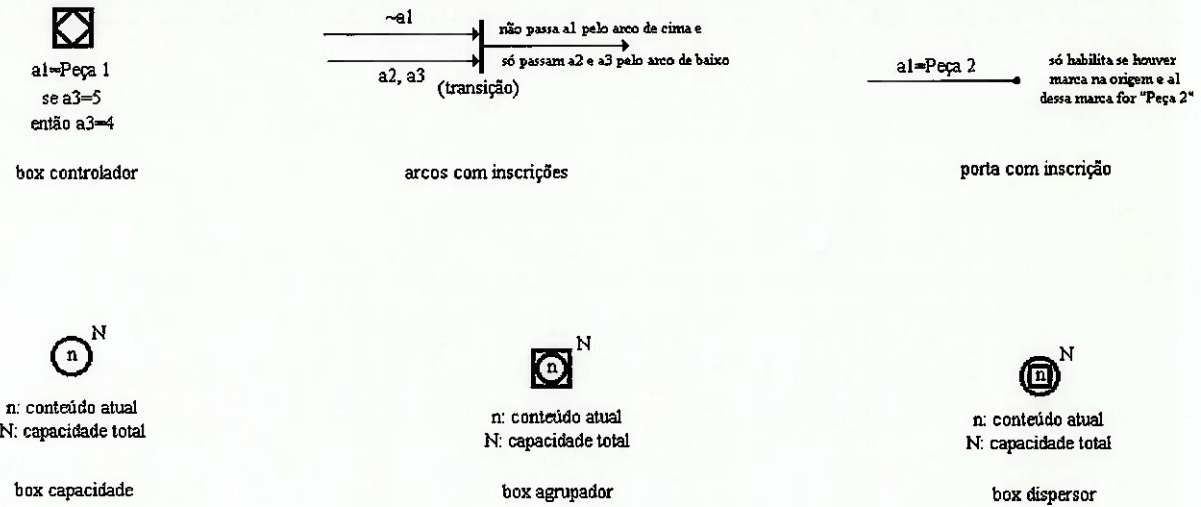 a1=Peça 1
se a3=5
então a3=4
box controlador
~a1
a2, a3
(transição)
não passa a1 pelo arco de cima e
só passam a2 e a3 pelo arco de baixo
arcos com inscrições
a1=Peça 2
só habilita se houver
marca na origem e a1
dessa marca for "Peça 2"
porta com inscrição
n
N
n: conteúdo atual
N: capacidade total
box capacidade
n
N
n: conteúdo atual
N: capacidade total
box agrupador
n
N
n: conteúdo atual
N: capacidade total
box dispersor